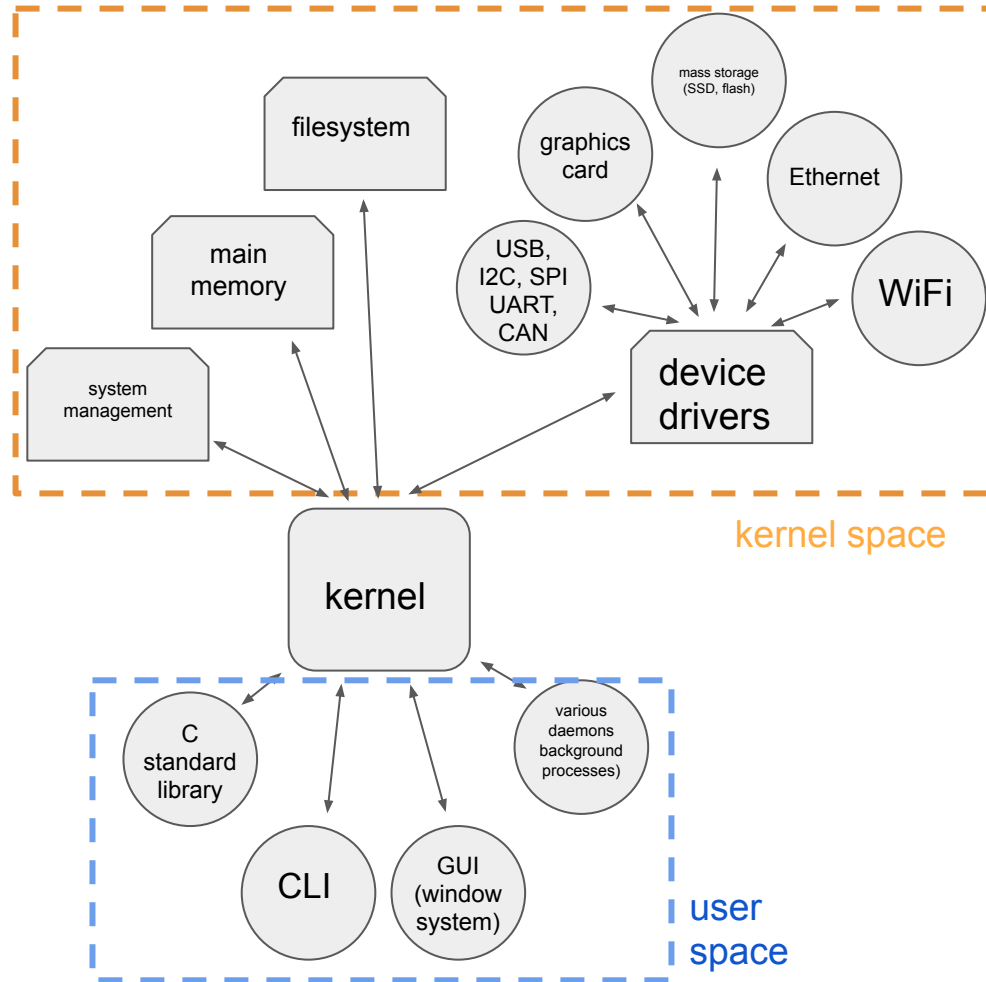 mass storage
(SSD, flash)
filesystem
graphics
card
Ethernet
main
memory
USB,
I2C, SPI
UART,
CAN
WiFi
system
management
device
drivers
kernel space
kernel
C
standard
library
various
daemons
background
processes)
CLI
GUI
(window
system)
user
space